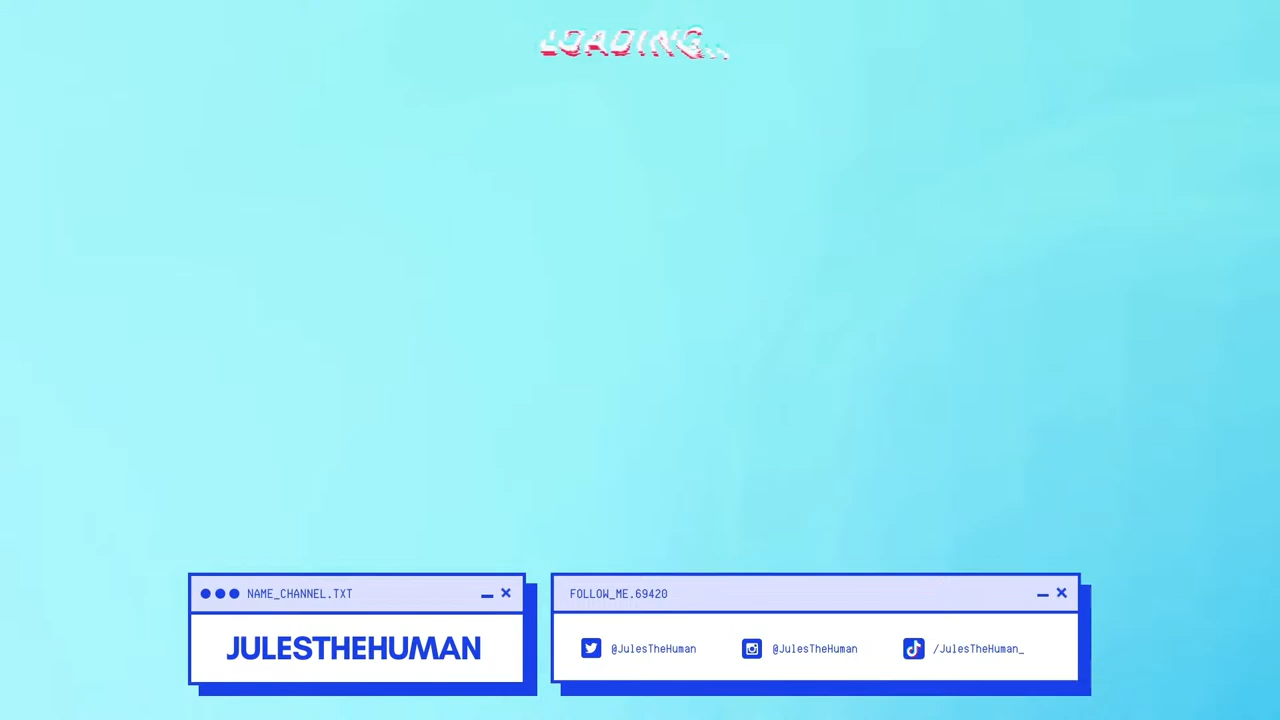 LOADING..
NAME_CHANNEL.TXT
JULESTHEHUMAN
FOLLOW_ME.69420
@JulesTheHuman @JulesTheHuman /JulesTheHuman_